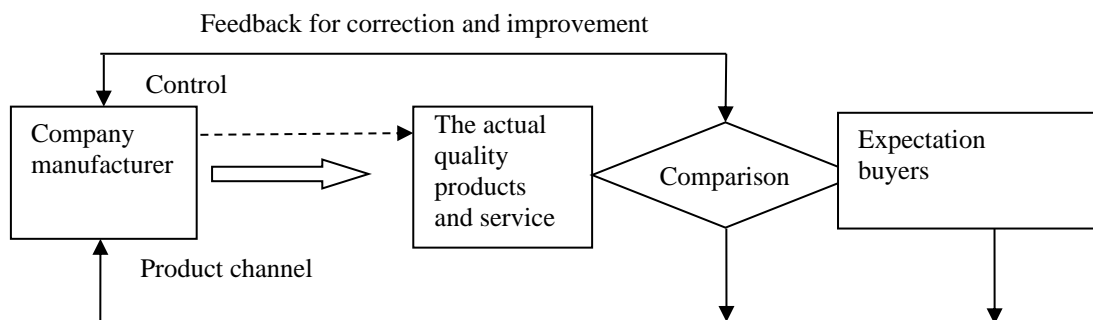 Feedback for correction and improvement
Control
Company
manufacturer
The actual
quality
products
and service
Comparison
Expectation
buyers
Product channel